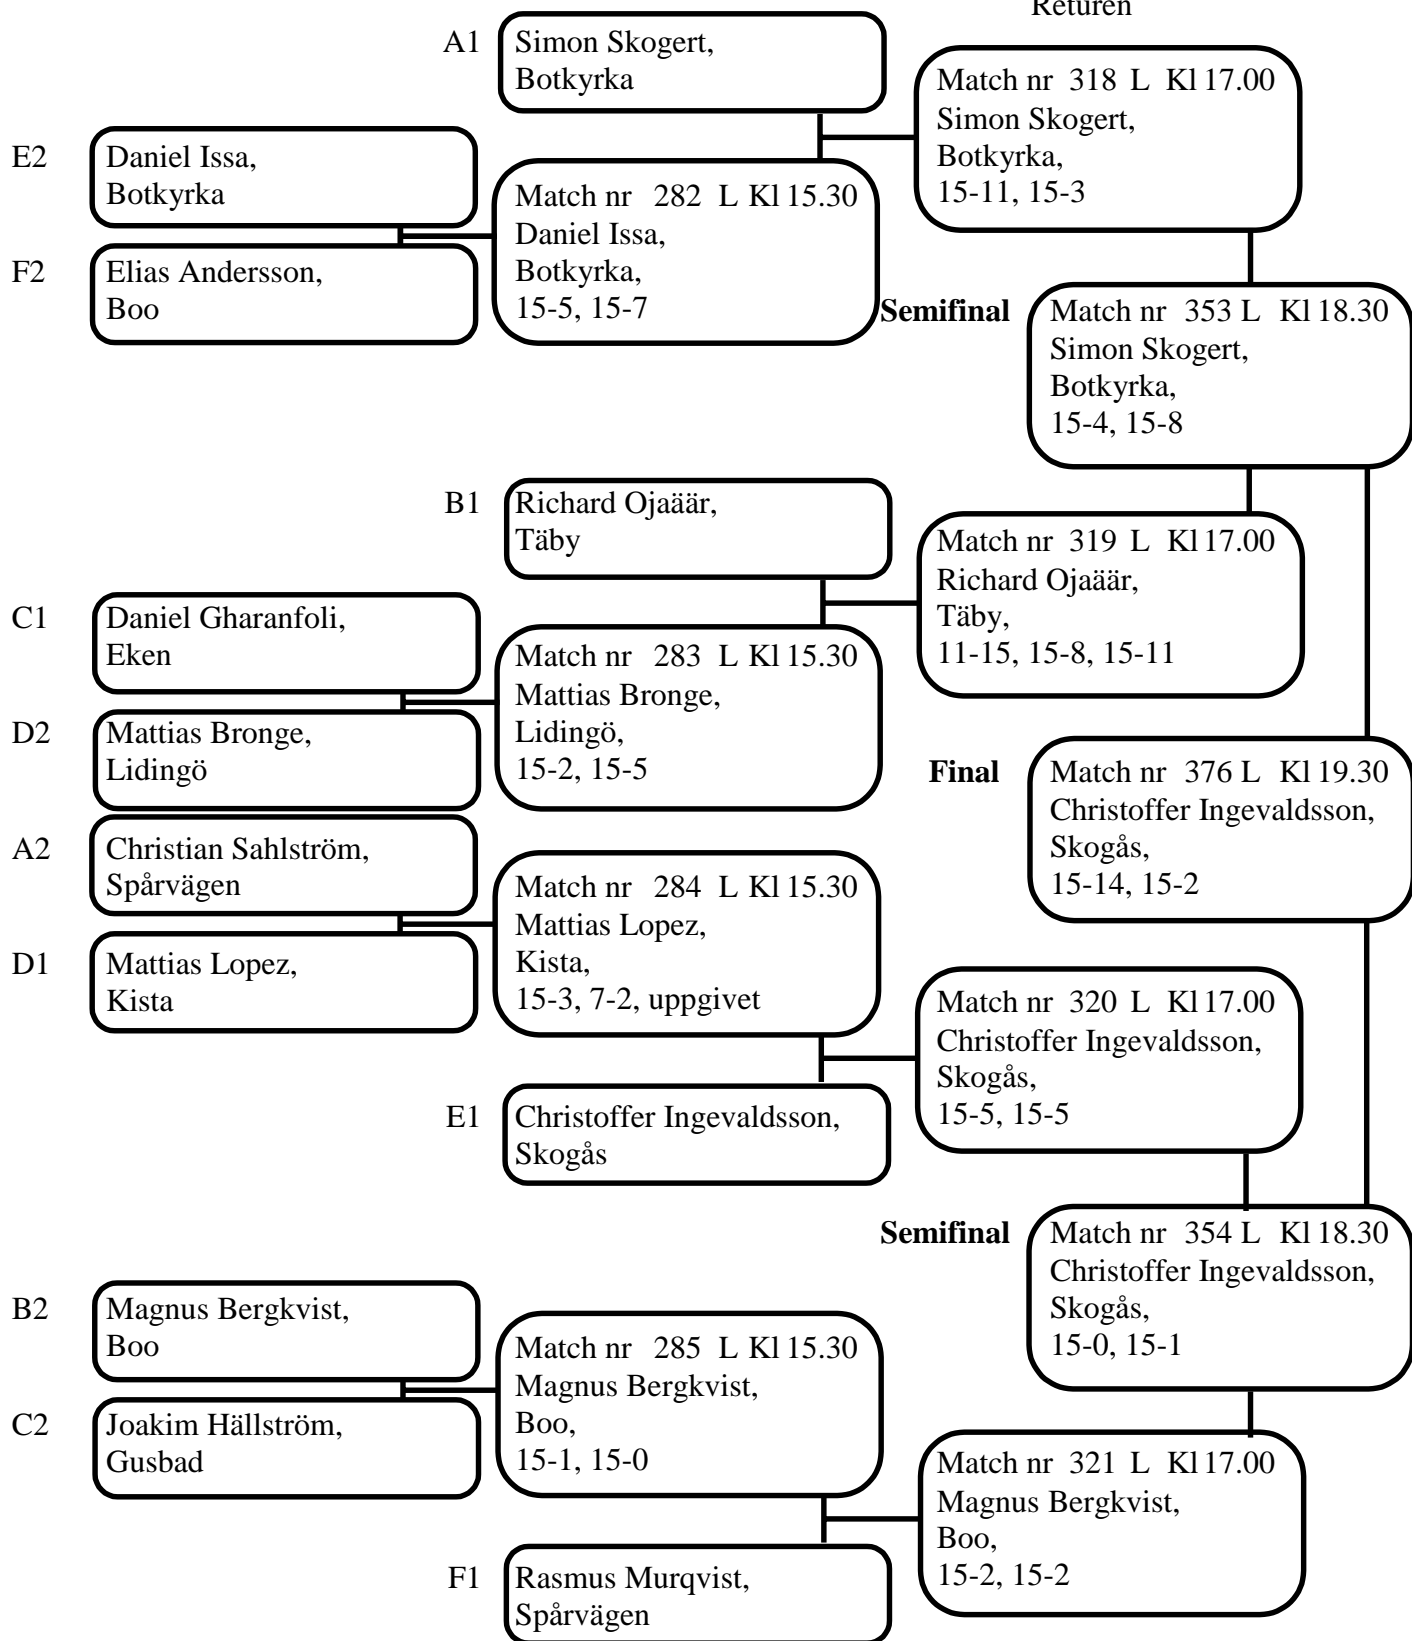 Returen
A1
Simon Skogert,
Botkyrka
Match nr 318 L Kl 17.00
Simon Skogert,
Botkyrka,
15-11, 15-3
E2
Daniel Issa,
Botkyrka
Match nr 282 L Kl 15.30
Daniel Issa,
Botkyrka,
15-5, 15-7
F2
Elias Andersson,
Boo
Semifinal
Match nr 353 L Kl 18.30
Simon Skogert,
Botkyrka,
15-4, 15-8
B1
Richard Ojaäär,
Täby
Match nr 319 L Kl 17.00
Richard Ojaäär,
Täby,
11-15, 15-8, 15-11
C1
Daniel Gharanfoli,
Eken
Match nr 283 L Kl 15.30
Mattias Bronge,
Lidingö,
15-2, 15-5
D2
Mattias Bronge,
Lidingö
Final
Match nr 376 L Kl 19.30
Christoffer Ingevaldsson,
Skogås,
15-14, 15-2
A2
Christian Sahlström,
Spårvägen
Match nr 284 L Kl 15.30
Mattias Lopez,
Kista,
15-3, 7-2, uppgivet
D1
Mattias Lopez,
Kista
Match nr 320 L Kl 17.00
Christoffer Ingevaldsson,
Skogås,
15-5, 15-5
E1
Christoffer Ingevaldsson,
Skogås
Semifinal
Match nr 354 L Kl 18.30
Christoffer Ingevaldsson,
Skogås,
15-0, 15-1
B2
Magnus Bergkvist,
Boo
Match nr 285 L Kl 15.30
Magnus Bergkvist,
Boo,
15-1, 15-0
C2
Joakim Hällström,
Gusbad
Match nr 321 L Kl 17.00
Magnus Bergkvist,
Boo,
15-2, 15-2
F1
Rasmus Murqvist,
Spårvägen